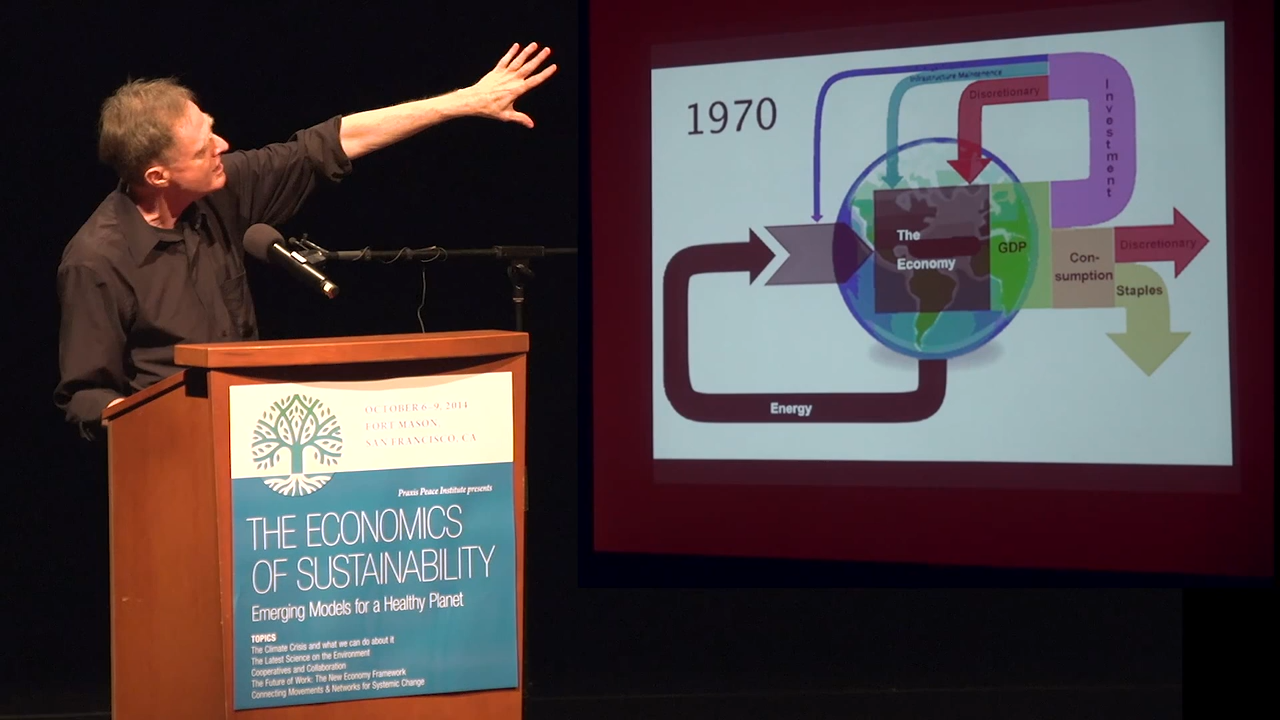 1970
Infrastructure Maintenence
Discretionary
Investment
The
Economy
GDP
Con-
sumption
Discretionary
Staples
Energy
OCTOBER 6-9, 2014
FORT MASON
SAN FRANCISCO, CA
Praxis Peace Institute presents
THE ECONOMICS
OF SUSTAINABILITY
Emerging Models for a Healthy Planet
TOPICS
The Climate Crisis and what we can do about it
The Latest Science on the Environment
Cooperatives and Collaboration
The Future of Work: The New Economy Framework
Connecting Movements & Networks for Systemic Change